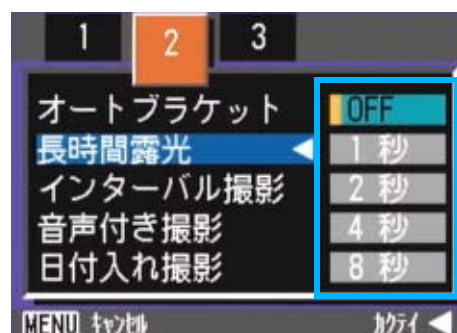 1 2 3
オートブラケット OFF
長時間露光 1 秒
インターバル撮影 2 秒
音声付き撮影 4 秒
日付入れ撮影 8 秒
MENU キャンセル カクテイ